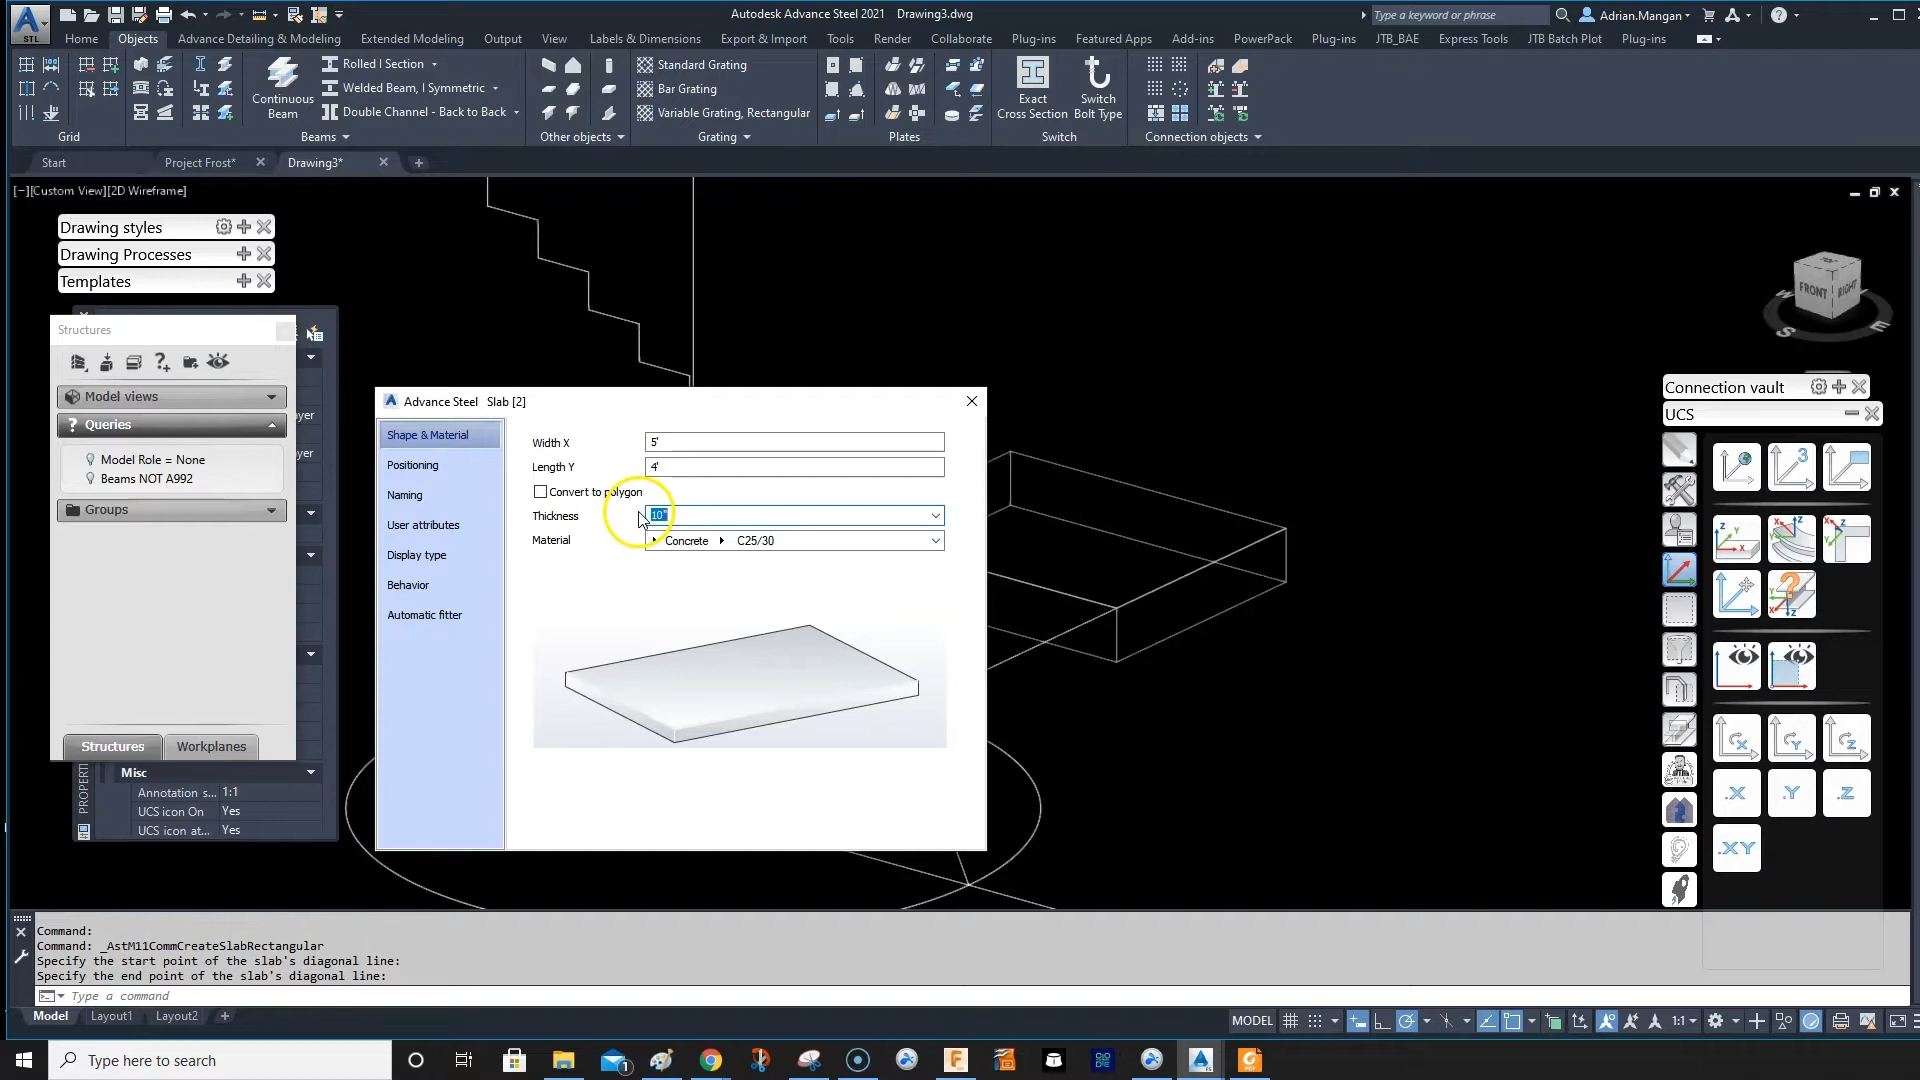 Autodesk Advance Steel 2021 Drawing3.dwg
Type a keyword or phrase
Adrian.Mangan
STL
Home Objects Advance Detailing & Modeling Extended Modeling Output View Labels & Dimensions Export & Import Tools Render Collaborate Plug-ins Featured Apps Add-ins PowerPack Plug-ins JTB_BAE Express Tools JTB Batch Plot Plug-ins
Continuous Beam
Rolled I Section
Welded Beam, I Symmetric
Double Channel - Back to Back
Standard Grating
Bar Grating
Variable Grating, Rectangular
Exact Cross Section
Switch Bolt Type
Grid Beams Other objects Grating Plates Switch Connection objects
Start Project Frost* Drawing3*
[−][Custom View][2D Wireframe]
Drawing styles
Drawing Processes
Templates
Structures
Model views
Queries
Model Role = None
Beams NOT A992
Groups
Structures Workplanes
ayer
ayer
PROPERTI
Misc
Annotation s... 1:1
UCS icon On Yes
UCS icon at... Yes
Advance Steel Slab [2]
Shape & Material
Positioning
Naming
User attributes
Display type
Behavior
Automatic fitter
Width X 5'
Length Y 4'
Convert to polygon
Thickness 10"
Material Concrete C25/30
TOP
FRONT RIGHT
W S E
Connection vault
UCS
.X .Y .Z
.XY
Command:
Command: _AstM11CommCreateSlabRectangular
Specify the start point of the slab's diagonal line:
Specify the end point of the slab's diagonal line:
Type a command
Model Layout1 Layout2
MODEL 1:1
Type here to search